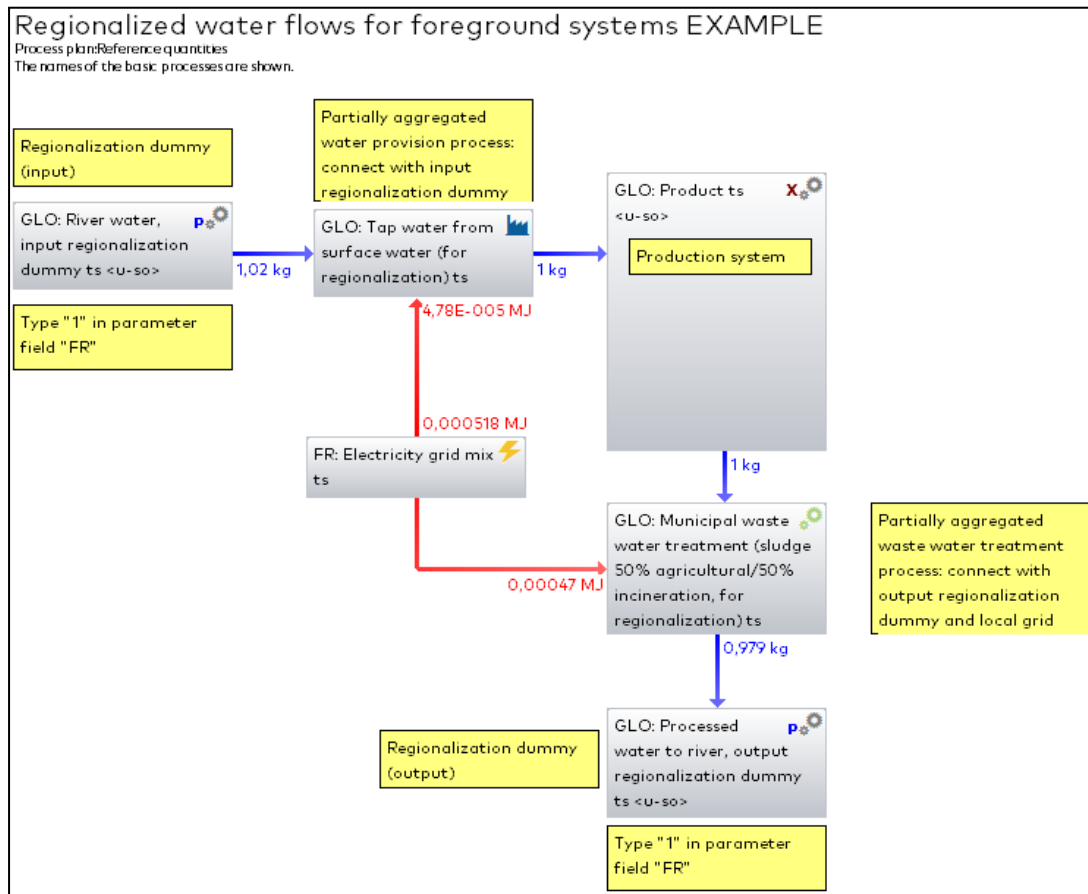 Regionalized water flows for foreground systems EXAMPLE
Process plan:Reference quantities
The names of the basic processes are shown.
Regionalization dummy
(input)
Partially aggregated
water provision process:
connect with input
regionalization dummy
GLO: River water,
input regionalization
dummy ts <u-so>
p
1,02 kg
GLO: Tap water from
surface water (for
regionalization) ts
1 kg
GLO: Product ts
<u-so>
X
Production system
Type "1" in parameter
field "FR"
4,78E-005 MJ
0,000518 MJ
FR: Electricity grid mix
ts
0,00047 MJ
1 kg
GLO: Municipal waste
water treatment (sludge
50% agricultural/50%
incineration, for
regionalization) ts
Partially aggregated
waste water treatment
process: connect with
output regionalization
dummy and local grid
0,979 kg
Regionalization dummy
(output)
GLO: Processed
water to river, output
regionalization dummy
ts <u-so>
p
Type "1" in parameter
field "FR"